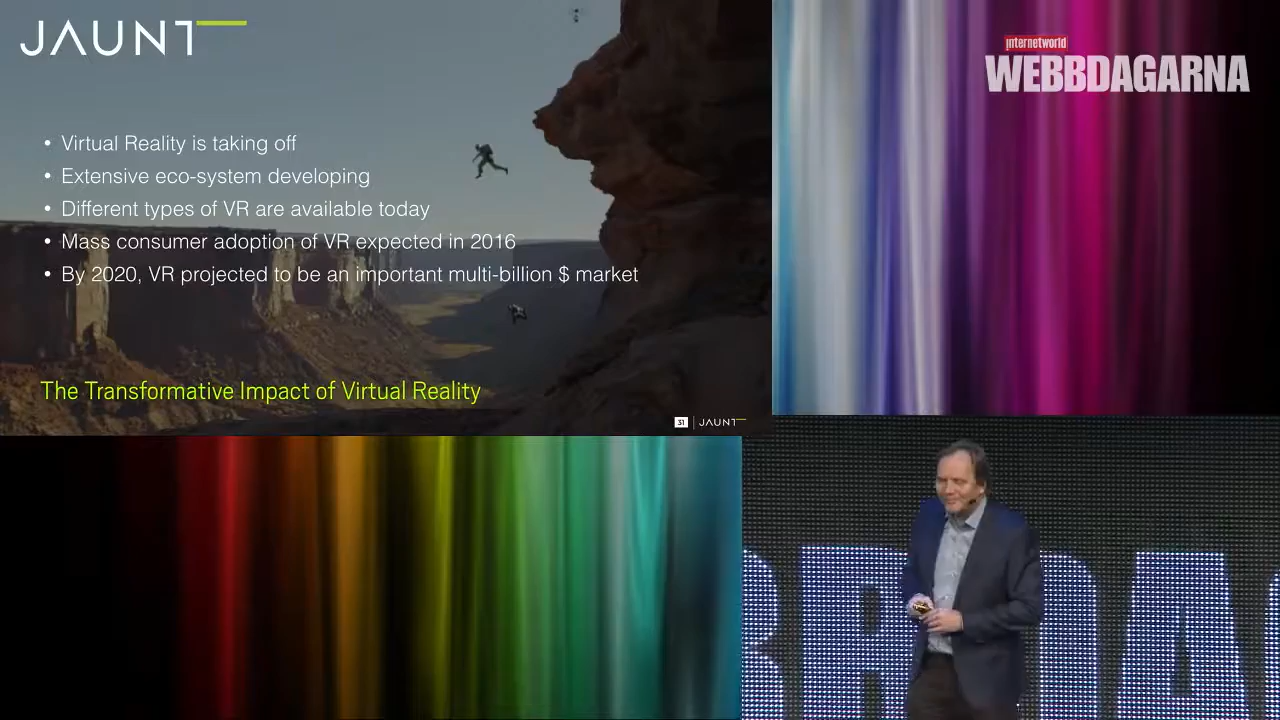 JAUNT
internetworld
WEBBDAGARNA
• Virtual Reality is taking off
• Extensive eco-system developing
• Different types of VR are available today
• Mass consumer adoption of VR expected in 2016
• By 2020, VR projected to be an important multi-billion $ market
The Transformative Impact of Virtual Reality
31 | JAUNT
BBDAG